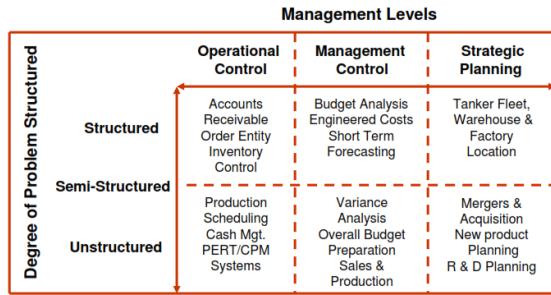 Management Levels
Degree of Problem Structured
Operational
Control
Management
Control
Strategic
Planning
Structured
Accounts
Receivable
Order Entity
Inventory
Control
Budget Analysis
Engineered Costs
Short Term
Forecasting
Tanker Fleet,
Warehouse &
Factory
Location
Semi-Structured
Unstructured
Production
Scheduling
Cash Mgt.
PERT/CPM
Systems
Variance
Analysis
Overall Budget
Preparation
Sales &
Production
Mergers &
Acquisition
New product
Planning
R & D Planning